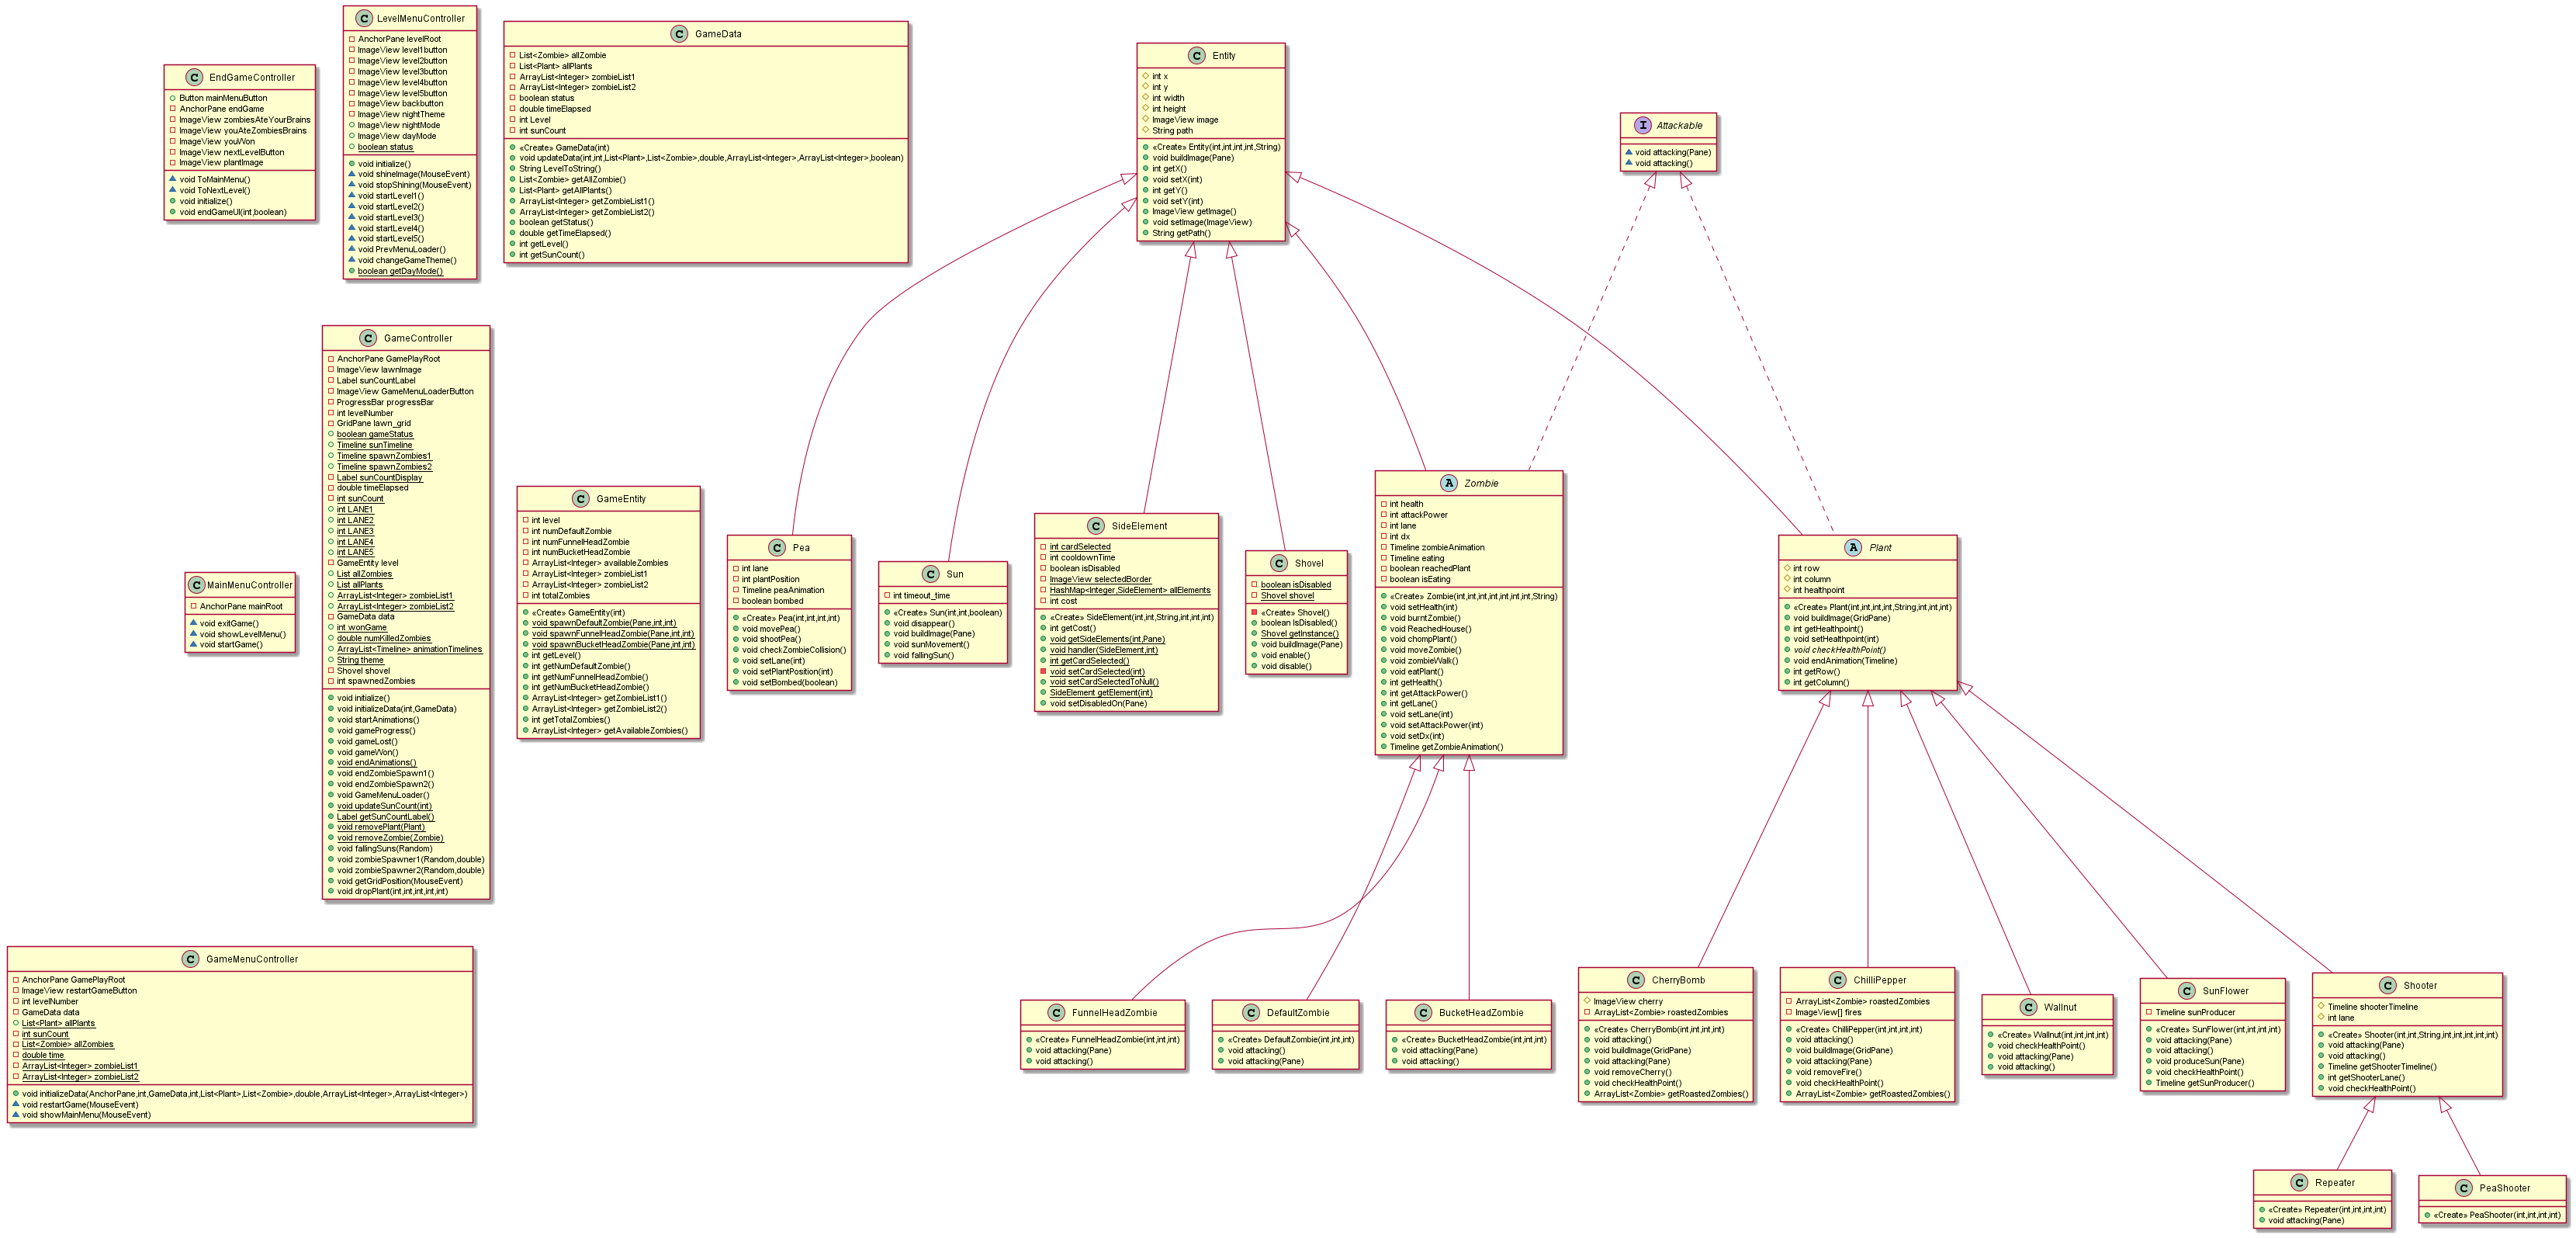 EndGameController
Button mainMenuButton
AnchorPane endGame
ImageView zombiesAteYourBrains
ImageView youAteZombiesBrains
ImageView youWon
ImageView nextLevelButton
ImageView plantImage
void ToMainMenu()
void ToNextLevel()
void initialize()
void endGameUI(int,boolean)
LevelMenuController
AnchorPane levelRoot
ImageView level1button
ImageView level2button
ImageView level3button
ImageView level4button
ImageView level5button
ImageView backbutton
ImageView nightTheme
ImageView nightMode
ImageView dayMode
boolean status
void initialize()
void shineImage(MouseEvent)
void stopShining(MouseEvent)
void startLevel1()
void startLevel2()
void startLevel3()
void startLevel4()
void startLevel5()
void PrevMenuLoader()
void changeGameTheme()
boolean getDayMode()
GameData
List<Zombie> allZombie
List<Plant> allPlants
ArrayList<Integer> zombieList1
ArrayList<Integer> zombieList2
boolean status
double timeElapsed
int Level
int sunCount
«Create» GameData(int)
void updateData(int,int,List<Plant>,List<Zombie>,double,ArrayList<Integer>,ArrayList<Integer>,boolean)
String LevelToString()
List<Zombie> getAllZombie()
List<Plant> getAllPlants()
ArrayList<Integer> getZombieList1()
ArrayList<Integer> getZombieList2()
boolean getStatus()
double getTimeElapsed()
int getLevel()
int getSunCount()
Entity
int x
int y
int width
int height
ImageView image
String path
«Create» Entity(int,int,int,int,String)
void buildImage(Pane)
int getX()
void setX(int)
int getY()
void setY(int)
ImageView getImage()
void setImage(ImageView)
String getPath()
Attackable
void attacking(Pane)
void attacking()
MainMenuController
AnchorPane mainRoot
void exitGame()
void showLevelMenu()
void startGame()
GameController
AnchorPane GamePlayRoot
ImageView lawnImage
Label sunCountLabel
ImageView GameMenuLoaderButton
ProgressBar progressBar
int levelNumber
GridPane lawn_grid
boolean gameStatus
Timeline sunTimeline
Timeline spawnZombies1
Timeline spawnZombies2
Label sunCountDisplay
double timeElapsed
int sunCount
int LANE1
int LANE2
int LANE3
int LANE4
int LANE5
GameEntity level
List allZombies
List allPlants
ArrayList<Integer> zombieList1
ArrayList<Integer> zombieList2
GameData data
int wonGame
double numKilledZombies
ArrayList<Timeline> animationTimelines
String theme
Shovel shovel
int spawnedZombies
void initialize()
void initializeData(int,GameData)
void startAnimations()
void gameProgress()
void gameLost()
void gameWon()
void endAnimations()
void endZombieSpawn1()
void endZombieSpawn2()
void GameMenuLoader()
void updateSunCount(int)
Label getSunCountLabel()
void removePlant(Plant)
void removeZombie(Zombie)
void fallingSuns(Random)
void zombieSpawner1(Random,double)
void zombieSpawner2(Random,double)
void getGridPosition(MouseEvent)
void dropPlant(int,int,int,int,int)
GameEntity
int level
int numDefaultZombie
int numFunnelHeadZombie
int numBucketHeadZombie
ArrayList<Integer> availableZombies
ArrayList<Integer> zombieList1
ArrayList<Integer> zombieList2
int totalZombies
«Create» GameEntity(int)
void spawnDefaultZombie(Pane,int,int)
void spawnFunnelHeadZombie(Pane,int,int)
void spawnBucketHeadZombie(Pane,int,int)
int getLevel()
int getNumDefaultZombie()
int getNumFunnelHeadZombie()
int getNumBucketHeadZombie()
ArrayList<Integer> getZombieList1()
ArrayList<Integer> getZombieList2()
int getTotalZombies()
ArrayList<Integer> getAvailableZombies()
Pea
int lane
int plantPosition
Timeline peaAnimation
boolean bombed
«Create» Pea(int,int,int,int)
void movePea()
void shootPea()
void checkZombieCollision()
void setLane(int)
void setPlantPosition(int)
void setBombed(boolean)
Sun
int timeout_time
«Create» Sun(int,int,boolean)
void disappear()
void buildImage(Pane)
void sunMovement()
void fallingSun()
SideElement
int cardSelected
int cooldownTime
boolean isDisabled
ImageView selectedBorder
HashMap<Integer,SideElement> allElements
int cost
«Create» SideElement(int,int,String,int,int,int)
int getCost()
void getSideElements(int,Pane)
void handler(SideElement,int)
int getCardSelected()
void setCardSelected(int)
void setCardSelectedToNull()
SideElement getElement(int)
void setDisabledOn(Pane)
Shovel
boolean isDisabled
Shovel shovel
«Create» Shovel()
boolean IsDisabled()
Shovel getInstance()
void buildImage(Pane)
void enable()
void disable()
Zombie
int health
int attackPower
int lane
int dx
Timeline zombieAnimation
Timeline eating
boolean reachedPlant
boolean isEating
«Create» Zombie(int,int,int,int,int,int,int,String)
void setHealth(int)
void burntZombie()
void ReachedHouse()
void chompPlant()
void moveZombie()
void zombieWalk()
void eatPlant()
int getHealth()
int getAttackPower()
int getLane()
void setLane(int)
void setAttackPower(int)
void setDx(int)
Timeline getZombieAnimation()
Plant
int row
int column
int healthpoint
«Create» Plant(int,int,int,int,String,int,int,int)
void buildImage(GridPane)
int getHealthpoint()
void setHealthpoint(int)
void checkHealthPoint()
void endAnimation(Timeline)
int getRow()
int getColumn()
GameMenuController
AnchorPane GamePlayRoot
ImageView restartGameButton
int levelNumber
GameData data
List<Plant> allPlants
int sunCount
List<Zombie> allZombies
double time
ArrayList<Integer> zombieList1
ArrayList<Integer> zombieList2
void initializeData(AnchorPane,int,GameData,int,List<Plant>,List<Zombie>,double,ArrayList<Integer>,ArrayList<Integer>)
void restartGame(MouseEvent)
void showMainMenu(MouseEvent)
FunnelHeadZombie
«Create» FunnelHeadZombie(int,int,int)
void attacking(Pane)
void attacking()
DefaultZombie
«Create» DefaultZombie(int,int,int)
void attacking()
void attacking(Pane)
BucketHeadZombie
«Create» BucketHeadZombie(int,int,int)
void attacking(Pane)
void attacking()
CherryBomb
ImageView cherry
ArrayList<Zombie> roastedZombies
«Create» CherryBomb(int,int,int,int)
void attacking()
void buildImage(GridPane)
void attacking(Pane)
void removeCherry()
void checkHealthPoint()
ArrayList<Zombie> getRoastedZombies()
ChilliPepper
ArrayList<Zombie> roastedZombies
ImageView[] fires
«Create» ChilliPepper(int,int,int,int)
void attacking()
void buildImage(GridPane)
void attacking(Pane)
void removeFire()
void checkHealthPoint()
ArrayList<Zombie> getRoastedZombies()
Wallnut
«Create» Wallnut(int,int,int,int)
void checkHealthPoint()
void attacking(Pane)
void attacking()
SunFlower
Timeline sunProducer
«Create» SunFlower(int,int,int,int)
void attacking(Pane)
void attacking()
void produceSun(Pane)
void checkHealthPoint()
Timeline getSunProducer()
Shooter
Timeline shooterTimeline
int lane
«Create» Shooter(int,int,String,int,int,int,int,int)
void attacking(Pane)
void attacking()
Timeline getShooterTimeline()
int getShooterLane()
void checkHealthPoint()
Repeater
«Create» Repeater(int,int,int,int)
void attacking(Pane)
PeaShooter
«Create» PeaShooter(int,int,int,int)